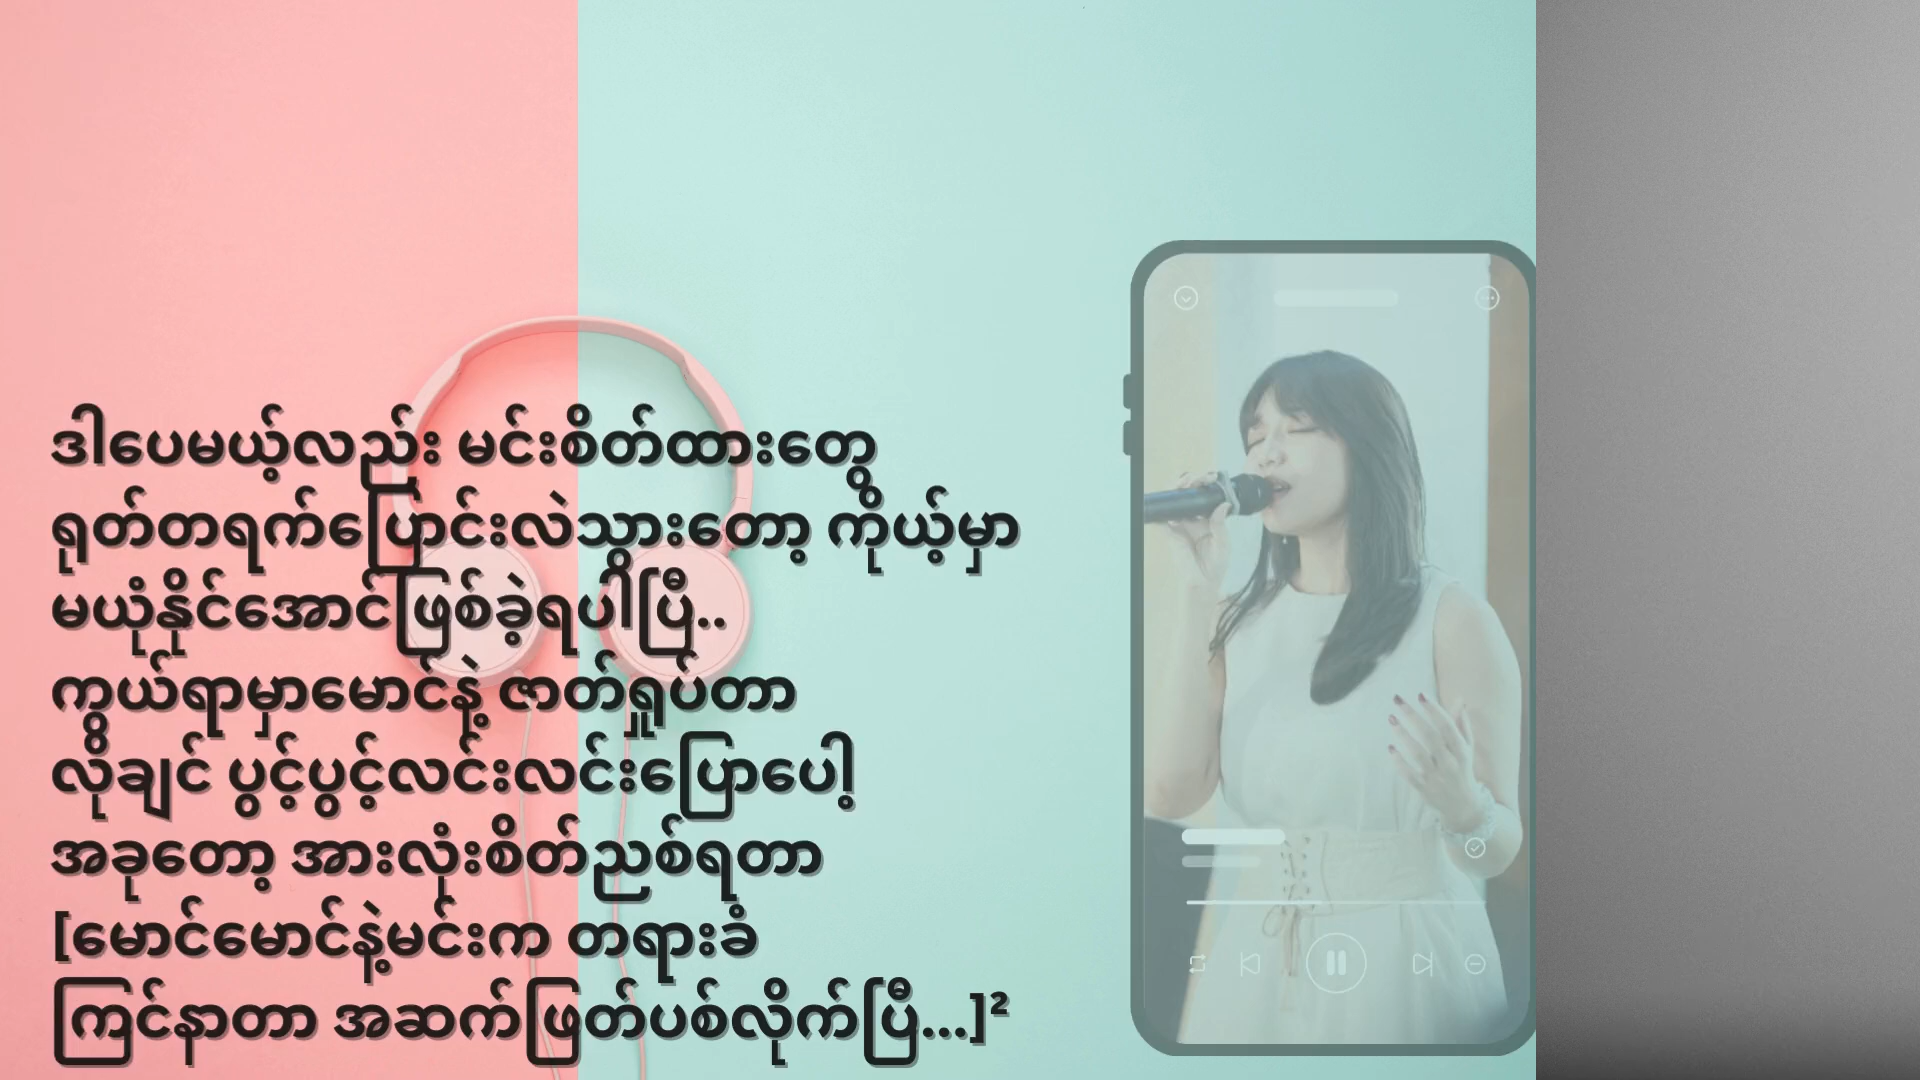 ဒါပေမယ့်လည်း မင်းစိတ်ထားတွေ
ရုတ်တရက်ပြောင်းလဲသွားတော့ ကိုယ့်မှာ
မယုံနိုင်အောင်ဖြစ်ခဲ့ရပါပြီ..
ကွယ်ရာမှာမောင်နဲ့ ဇာတ်ရှုပ်တာ
လိုချင် ပွင့်ပွင့်လင်းလင်းပြောပေါ့
အခုတော့ အားလုံးစိတ်ညစ်ရတာ
[မောင်မောင်နဲ့မင်းက တရားခံ
ကြင်နာတာ အဆက်ဖြတ်ပစ်လိုက်ပြီ...]²